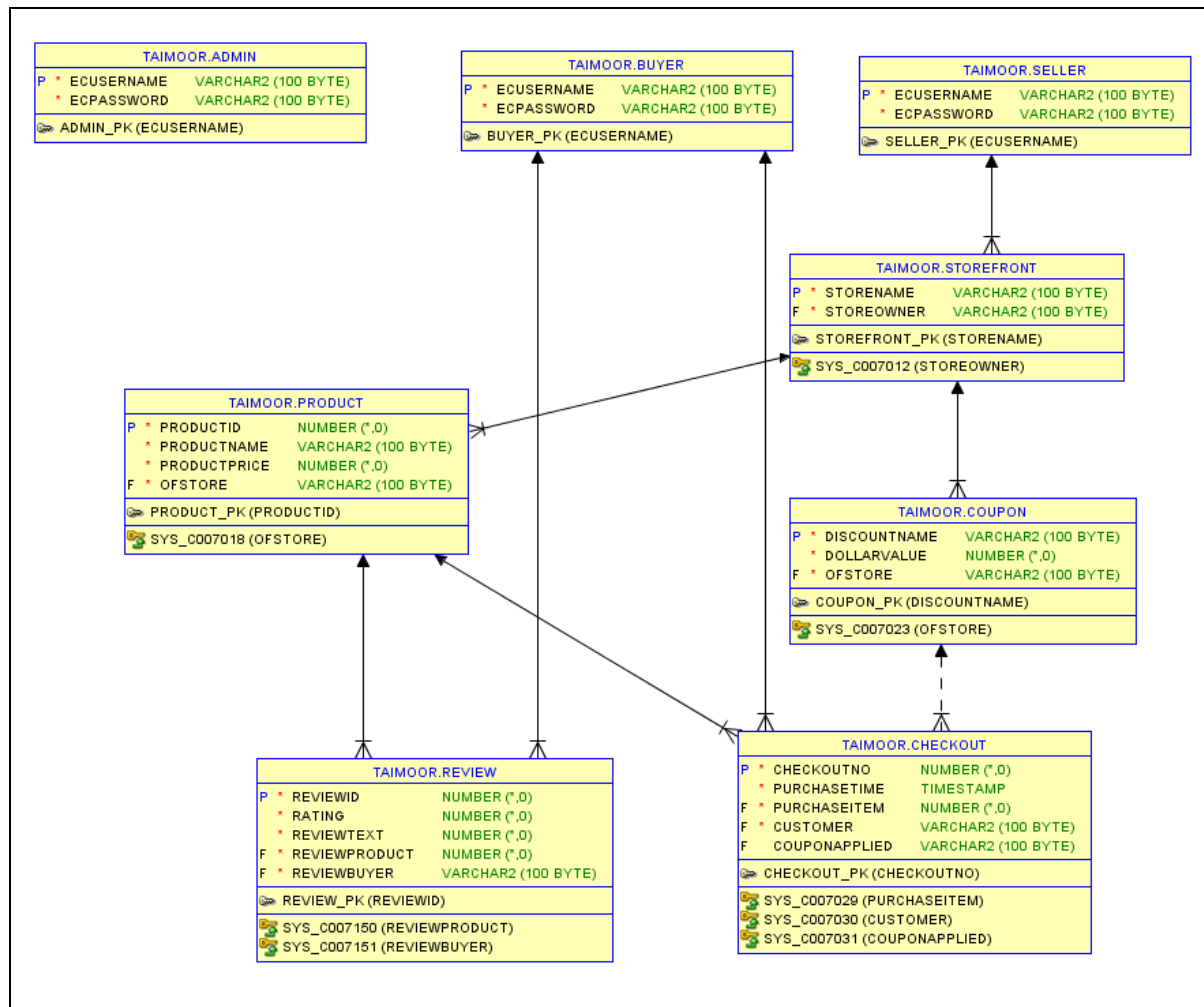 TAIMOOR.ADMIN
P * ECUSERNAME VARCHAR2 (100 BYTE)
* ECPASSWORD VARCHAR2 (100 BYTE)
ADMIN_PK (ECUSERNAME)
TAIMOOR.BUYER
P * ECUSERNAME VARCHAR2 (100 BYTE)
* ECPASSWORD VARCHAR2 (100 BYTE)
BUYER_PK (ECUSERNAME)
TAIMOOR.SELLER
P * ECUSERNAME VARCHAR2 (100 BYTE)
* ECPASSWORD VARCHAR2 (100 BYTE)
SELLER_PK (ECUSERNAME)
TAIMOOR.STOREFRONT
P * STORENAME VARCHAR2 (100 BYTE)
F * STOREOWNER VARCHAR2 (100 BYTE)
STOREFRONT_PK (STORENAME)
SYS_C007012 (STOREOWNER)
TAIMOOR.PRODUCT
P * PRODUCTID NUMBER (*,0)
* PRODUCTNAME VARCHAR2 (100 BYTE)
* PRODUCTPRICE NUMBER (*,0)
F * OFSTORE VARCHAR2 (100 BYTE)
PRODUCT_PK (PRODUCTID)
SYS_C007018 (OFSTORE)
TAIMOOR.COUPON
P * DISCOUNTNAME VARCHAR2 (100 BYTE)
* DOLLARVALUE NUMBER (*,0)
F * OFSTORE VARCHAR2 (100 BYTE)
COUPON_PK (DISCOUNTNAME)
SYS_C007023 (OFSTORE)
TAIMOOR.REVIEW
P * REVIEWID NUMBER (*,0)
* RATING NUMBER (*,0)
* REVIEWTEXT NUMBER (*,0)
F * REVIEWPRODUCT NUMBER (*,0)
F * REVIEWBUYER VARCHAR2 (100 BYTE)
REVIEW_PK (REVIEWID)
SYS_C007150 (REVIEWPRODUCT)
SYS_C007151 (REVIEWBUYER)
TAIMOOR.CHECKOUT
P * CHECKOUTNO NUMBER (*,0)
* PURCHASETIME TIMESTAMP
F * PURCHASEITEM NUMBER (*,0)
F * CUSTOMER VARCHAR2 (100 BYTE)
F COUPONAPPLIED VARCHAR2 (100 BYTE)
CHECKOUT_PK (CHECKOUTNO)
SYS_C007029 (PURCHASEITEM)
SYS_C007030 (CUSTOMER)
SYS_C007031 (COUPONAPPLIED)